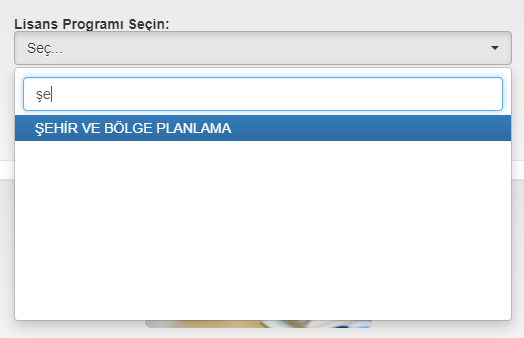 Lisans Programı Seçin:
Seç...
şe
ŞEHİR VE BÖLGE PLANLAMA